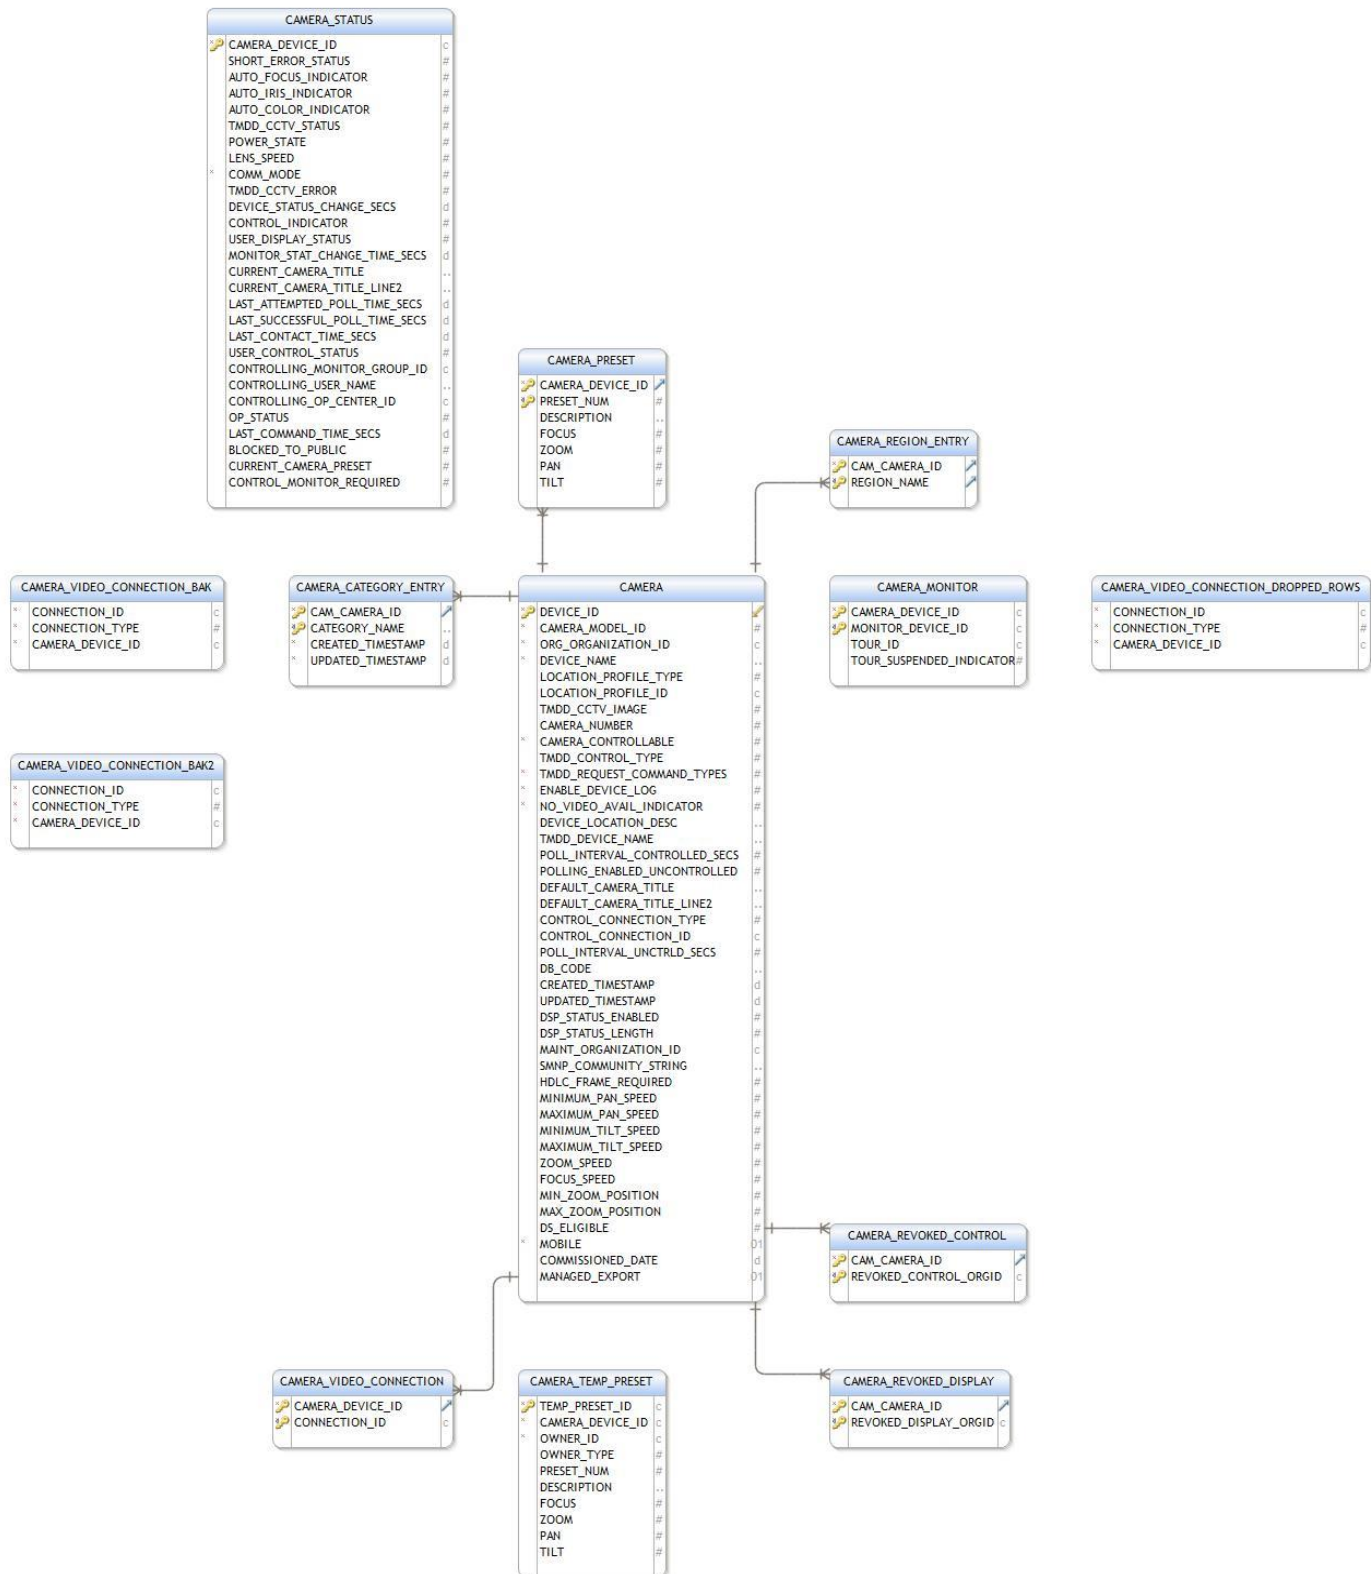 CAMERA_STATUS
CAMERA_DEVICE_ID c
SHORT_ERROR_STATUS #
AUTO_FOCUS_INDICATOR #
AUTO_IRIS_INDICATOR #
AUTO_COLOR_INDICATOR #
TMDD_CCTV_STATUS #
POWER_STATE #
LENS_SPEED #
COMM_MODE #
TMDD_CCTV_ERROR #
DEVICE_STATUS_CHANGE_SECS d
CONTROL_INDICATOR #
USER_DISPLAY_STATUS #
MONITOR_STAT_CHANGE_TIME_SECS d
CURRENT_CAMERA_TITLE ..
CURRENT_CAMERA_TITLE_LINE2 ..
LAST_ATTEMPTED_POLL_TIME_SECS d
LAST_SUCCESSFUL_POLL_TIME_SECS d
LAST_CONTACT_TIME_SECS d
USER_CONTROL_STATUS #
CONTROLLING_MONITOR_GROUP_ID c
CONTROLLING_USER_NAME ..
CONTROLLING_OP_CENTER_ID c
OP_STATUS #
LAST_COMMAND_TIME_SECS d
BLOCKED_TO_PUBLIC #
CURRENT_CAMERA_PRESET #
CONTROL_MONITOR_REQUIRED #
CAMERA_PRESET
CAMERA_DEVICE_ID
PRESET_NUM #
DESCRIPTION ..
FOCUS #
ZOOM #
PAN #
TILT #
CAMERA_REGION_ENTRY
CAM_CAMERA_ID
REGION_NAME
CAMERA_VIDEO_CONNECTION_BAK
CONNECTION_ID c
CONNECTION_TYPE #
CAMERA_DEVICE_ID c
CAMERA_CATEGORY_ENTRY
CAM_CAMERA_ID
CATEGORY_NAME ..
CREATED_TIMESTAMP d
UPDATED_TIMESTAMP d
CAMERA
DEVICE_ID
CAMERA_MODEL_ID #
ORG_ORGANIZATION_ID c
DEVICE_NAME ..
LOCATION_PROFILE_TYPE #
LOCATION_PROFILE_ID c
TMDD_CCTV_IMAGE #
CAMERA_NUMBER #
CAMERA_CONTROLLABLE #
TMDD_CONTROL_TYPE #
TMDD_REQUEST_COMMAND_TYPES #
ENABLE_DEVICE_LOG #
NO_VIDEO_AVAIL_INDICATOR #
DEVICE_LOCATION_DESC ..
TMDD_DEVICE_NAME ..
POLL_INTERVAL_CONTROLLED_SECS #
POLLING_ENABLED_UNCONTROLLED #
DEFAULT_CAMERA_TITLE ..
DEFAULT_CAMERA_TITLE_LINE2 ..
CONTROL_CONNECTION_TYPE #
CONTROL_CONNECTION_ID c
POLL_INTERVAL_UNCTRLD_SECS #
DB_CODE ..
CREATED_TIMESTAMP d
UPDATED_TIMESTAMP d
DSP_STATUS_ENABLED #
DSP_STATUS_LENGTH #
MAINT_ORGANIZATION_ID c
SMNP_COMMUNITY_STRING ..
HDLC_FRAME_REQUIRED #
MINIMUM_PAN_SPEED #
MAXIMUM_PAN_SPEED #
MINIMUM_TILT_SPEED #
MAXIMUM_TILT_SPEED #
ZOOM_SPEED #
FOCUS_SPEED #
MIN_ZOOM_POSITION #
MAX_ZOOM_POSITION #
DS_ELIGIBLE #
MOBILE 01
COMMISSIONED_DATE d
MANAGED_EXPORT 01
CAMERA_MONITOR
CAMERA_DEVICE_ID c
MONITOR_DEVICE_ID c
TOUR_ID c
TOUR_SUSPENDED_INDICATOR #
CAMERA_VIDEO_CONNECTION_DROPPED_ROWS
CONNECTION_ID c
CONNECTION_TYPE #
CAMERA_DEVICE_ID c
CAMERA_VIDEO_CONNECTION_BAK2
CONNECTION_ID c
CONNECTION_TYPE #
CAMERA_DEVICE_ID c
CAMERA_REVOKED_CONTROL
CAM_CAMERA_ID
REVOKED_CONTROL_ORGID c
CAMERA_VIDEO_CONNECTION
CAMERA_DEVICE_ID
CONNECTION_ID c
CAMERA_TEMP_PRESET
TEMP_PRESET_ID c
CAMERA_DEVICE_ID c
OWNER_ID c
OWNER_TYPE #
PRESET_NUM #
DESCRIPTION ..
FOCUS #
ZOOM #
PAN #
TILT #
CAMERA_REVOKED_DISPLAY
CAM_CAMERA_ID
REVOKED_DISPLAY_ORGID c